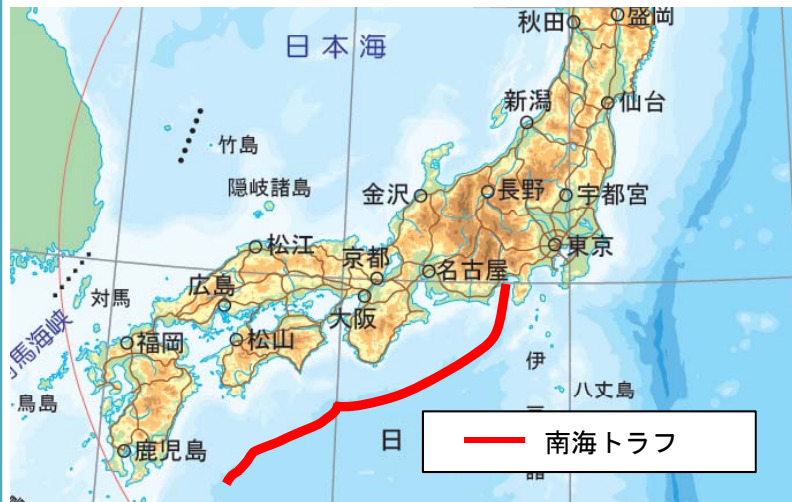 秋田
盛岡
日本海
新潟
仙台
竹島
隠岐諸島
金沢
長野
宇都宮
松江
京都
名古屋
東京
対馬
広島
大阪
馬海峡
福岡
松山
伊
八丈島
鳥島
鹿児島
日
南海トラフ